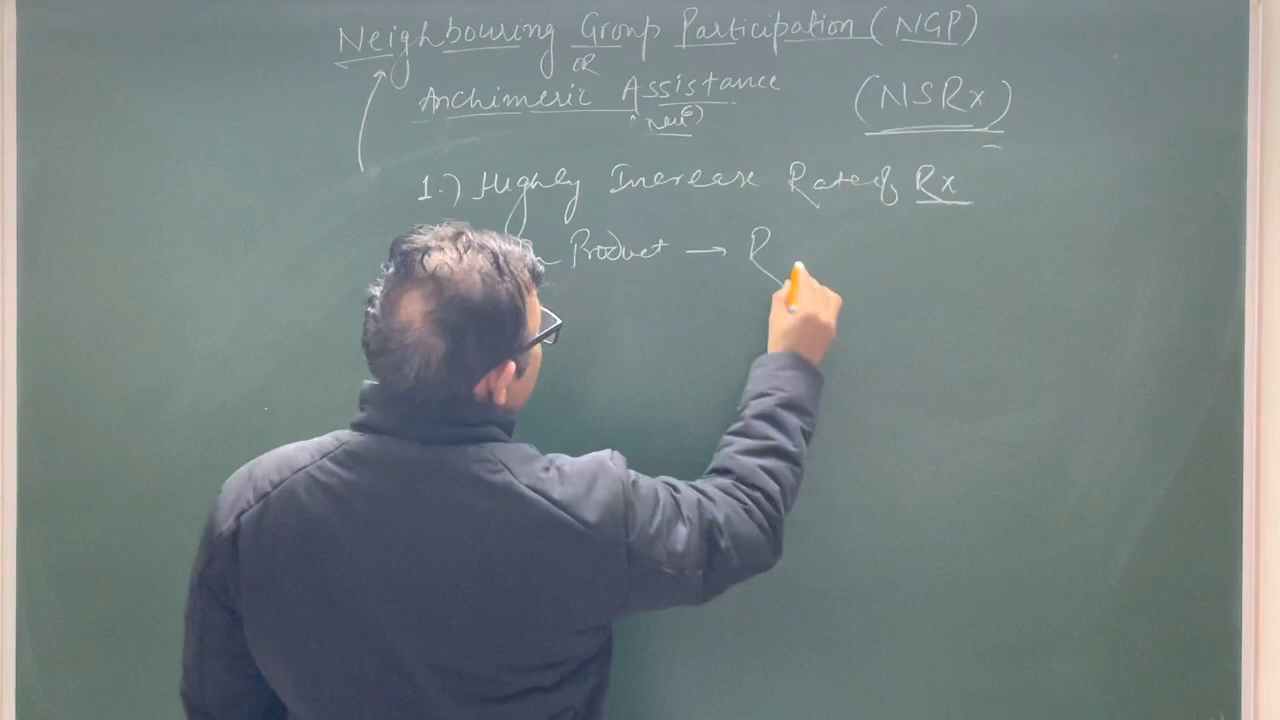 Neighbouring Group Participation (NGP)
OR
Anchimeric Assistance
(NSRx)
1.) Highly Increase Rate of Rx
Product → R